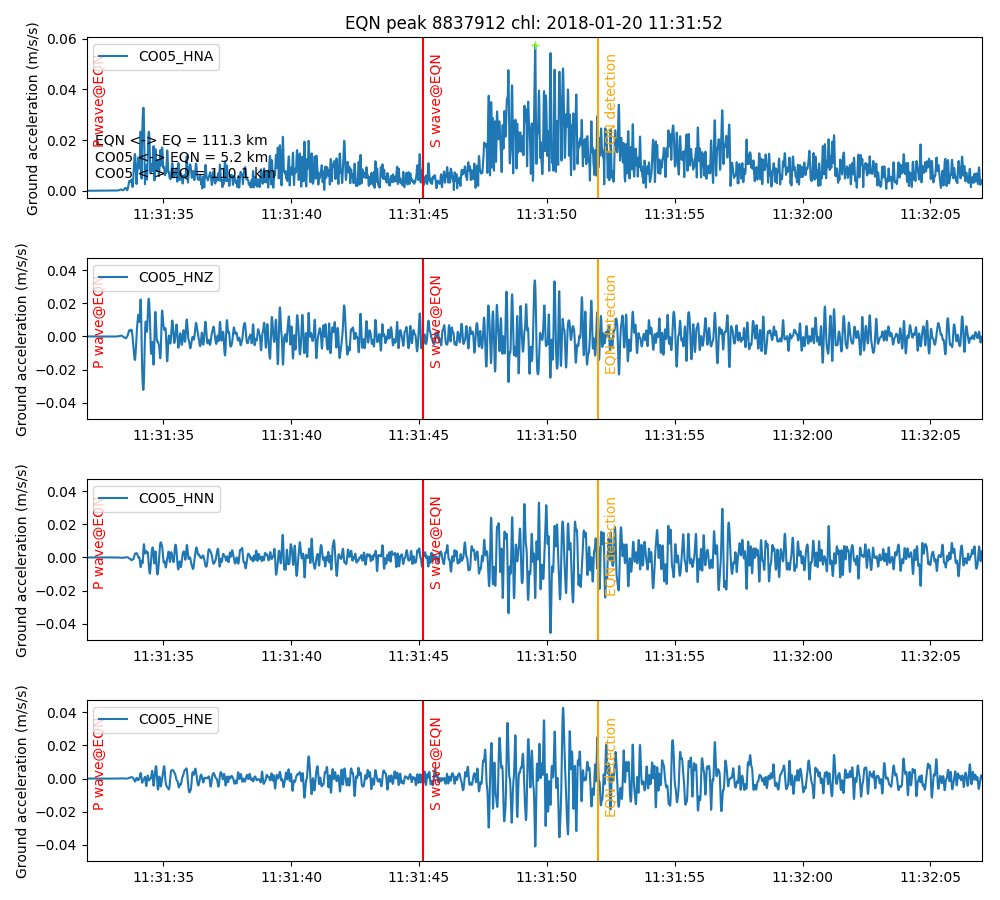 EQN peak 8837912 chl: 2018-01-20 11:31:52
Ground acceleration (m/s/s)
0.06
0.04
0.02
0.00
CO05_HNA
P wave@EQN
S wave@EQN
EQN detection
EQN <-> EQ = 111.3 km
CO05 <-> EQN = 5.2 km
CO05 <-> EQ = 110.1 km
11:31:35 11:31:40 11:31:45 11:31:50 11:31:55 11:32:00 11:32:05
Ground acceleration (m/s/s)
0.04
0.02
0.00
−0.02
−0.04
CO05_HNZ
P wave@EQN
S wave@EQN
EQN detection
11:31:35 11:31:40 11:31:45 11:31:50 11:31:55 11:32:00 11:32:05
Ground acceleration (m/s/s)
0.04
0.02
0.00
−0.02
−0.04
CO05_HNN
P wave@EQN
S wave@EQN
EQN detection
11:31:35 11:31:40 11:31:45 11:31:50 11:31:55 11:32:00 11:32:05
Ground acceleration (m/s/s)
0.04
0.02
0.00
−0.02
−0.04
CO05_HNE
P wave@EQN
S wave@EQN
EQN detection
11:31:35 11:31:40 11:31:45 11:31:50 11:31:55 11:32:00 11:32:05